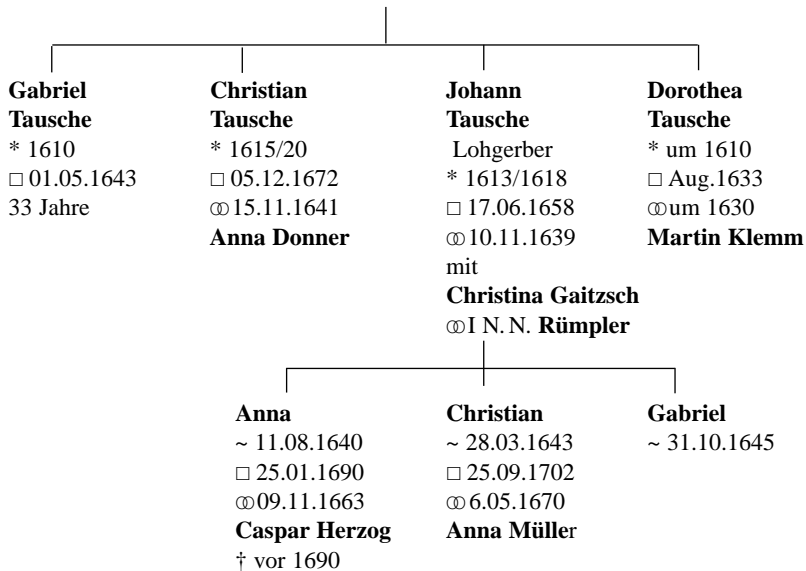 Gabriel
Tausche
* 1610
□ 01.05.1643
33 Jahre
Christian
Tausche
* 1615/20
□ 05.12.1672
⚭ 15.11.1641
Anna Donner
Johann
Tausche
Lohgerber
* 1613/1618
□ 17.06.1658
⚭ 10.11.1639
mit
Christina Gaitzsch
⚭ I N. N. Rümpler
Dorothea
Tausche
* um 1610
□ Aug.1633
⚭ um 1630
Martin Klemm
Anna
~ 11.08.1640
□ 25.01.1690
⚭ 09.11.1663
Caspar Herzog
† vor 1690
Christian
~ 28.03.1643
□ 25.09.1702
⚭ 6.05.1670
Anna Müller
Gabriel
~ 31.10.1645